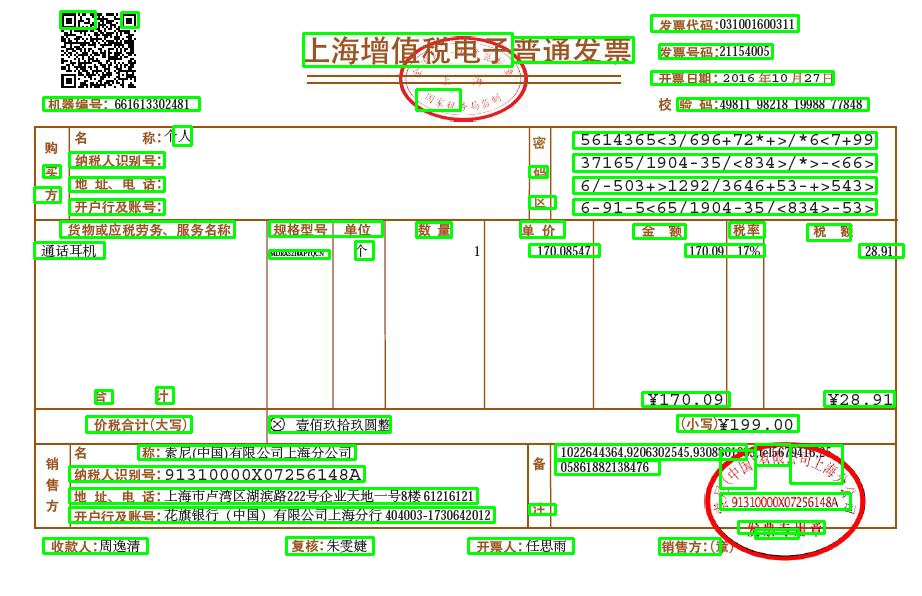 上海增值税电子普通发票
发票代码:031001600311
发票号码:21154005
开票日期:2016年10月27日
机器编号:661613302481
校 验 码:49811 98218 19988 77848
上 海
国家税务局监制
购买方
名 称:个人
纳税人识别号:
地 址、电 话:
开户行及账号:
密码区
5614365<3/696+72*+>/*6<7+99
37165/1904-35/<834>/*>-<66>
6/-503+>1292/3646+53-+>543>
6-91-5<65/1904-35/<834>-53>
货物或应税劳务、服务名称 规格型号 单位 数 量 单 价 金 额 税率 税 额
通话耳机 个 1 170.08547 170.09 17% 28.91
合 计 ¥170.09 ¥28.91
价税合计(大写) ⊗ 壹佰玖拾玖圆整 (小写)¥199.00
销售方
名 称:索尼(中国)有限公司上海分公司
纳税人识别号:91310000X07256148A
地 址、电 话:上海市卢湾区湖滨路222号企业天地一号8楼 61216121
开户行及账号:花旗银行（中国）有限公司上海分行 404003-1730642012
备注
1022644364,9206302545,
05861882138476
(中国)有限公司上海分
91310000X07256148A
发票专用章
收款人:周逸清 复核:朱雯婕 开票人:任思雨 销售方:(章)